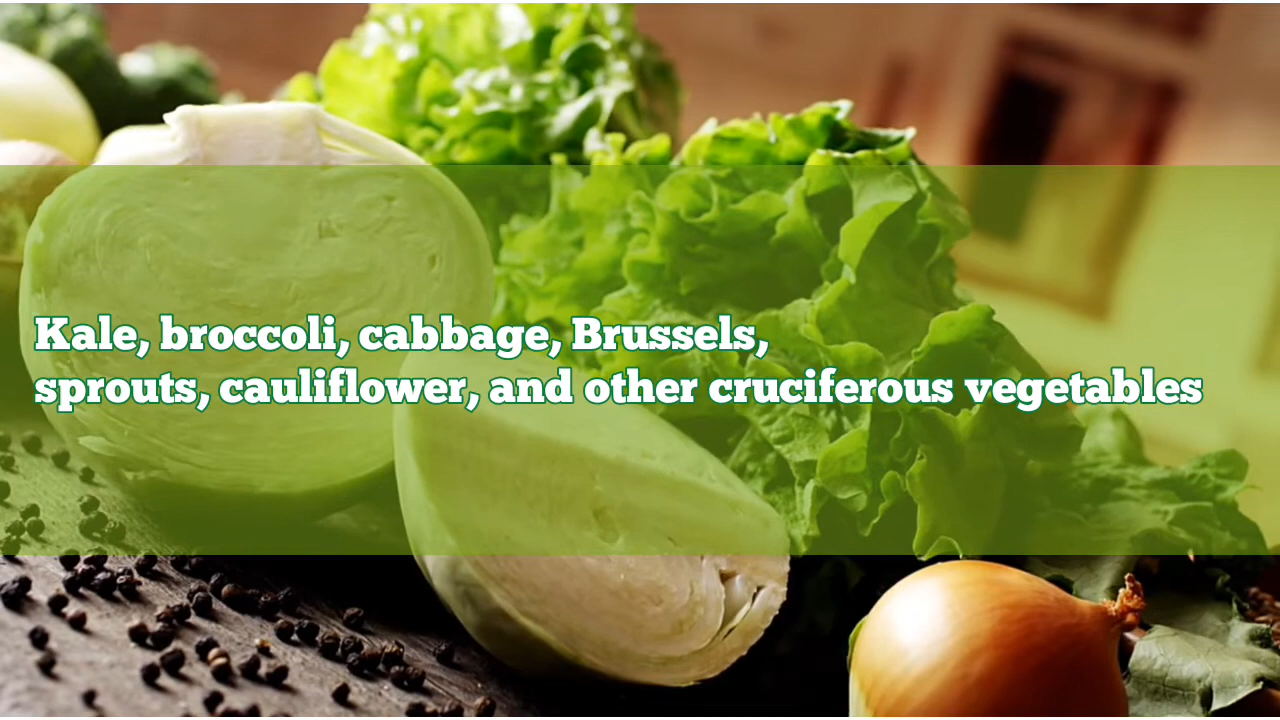 Kale, broccoli, cabbage, Brussels,
sprouts, cauliflower, and other cruciferous vegetables